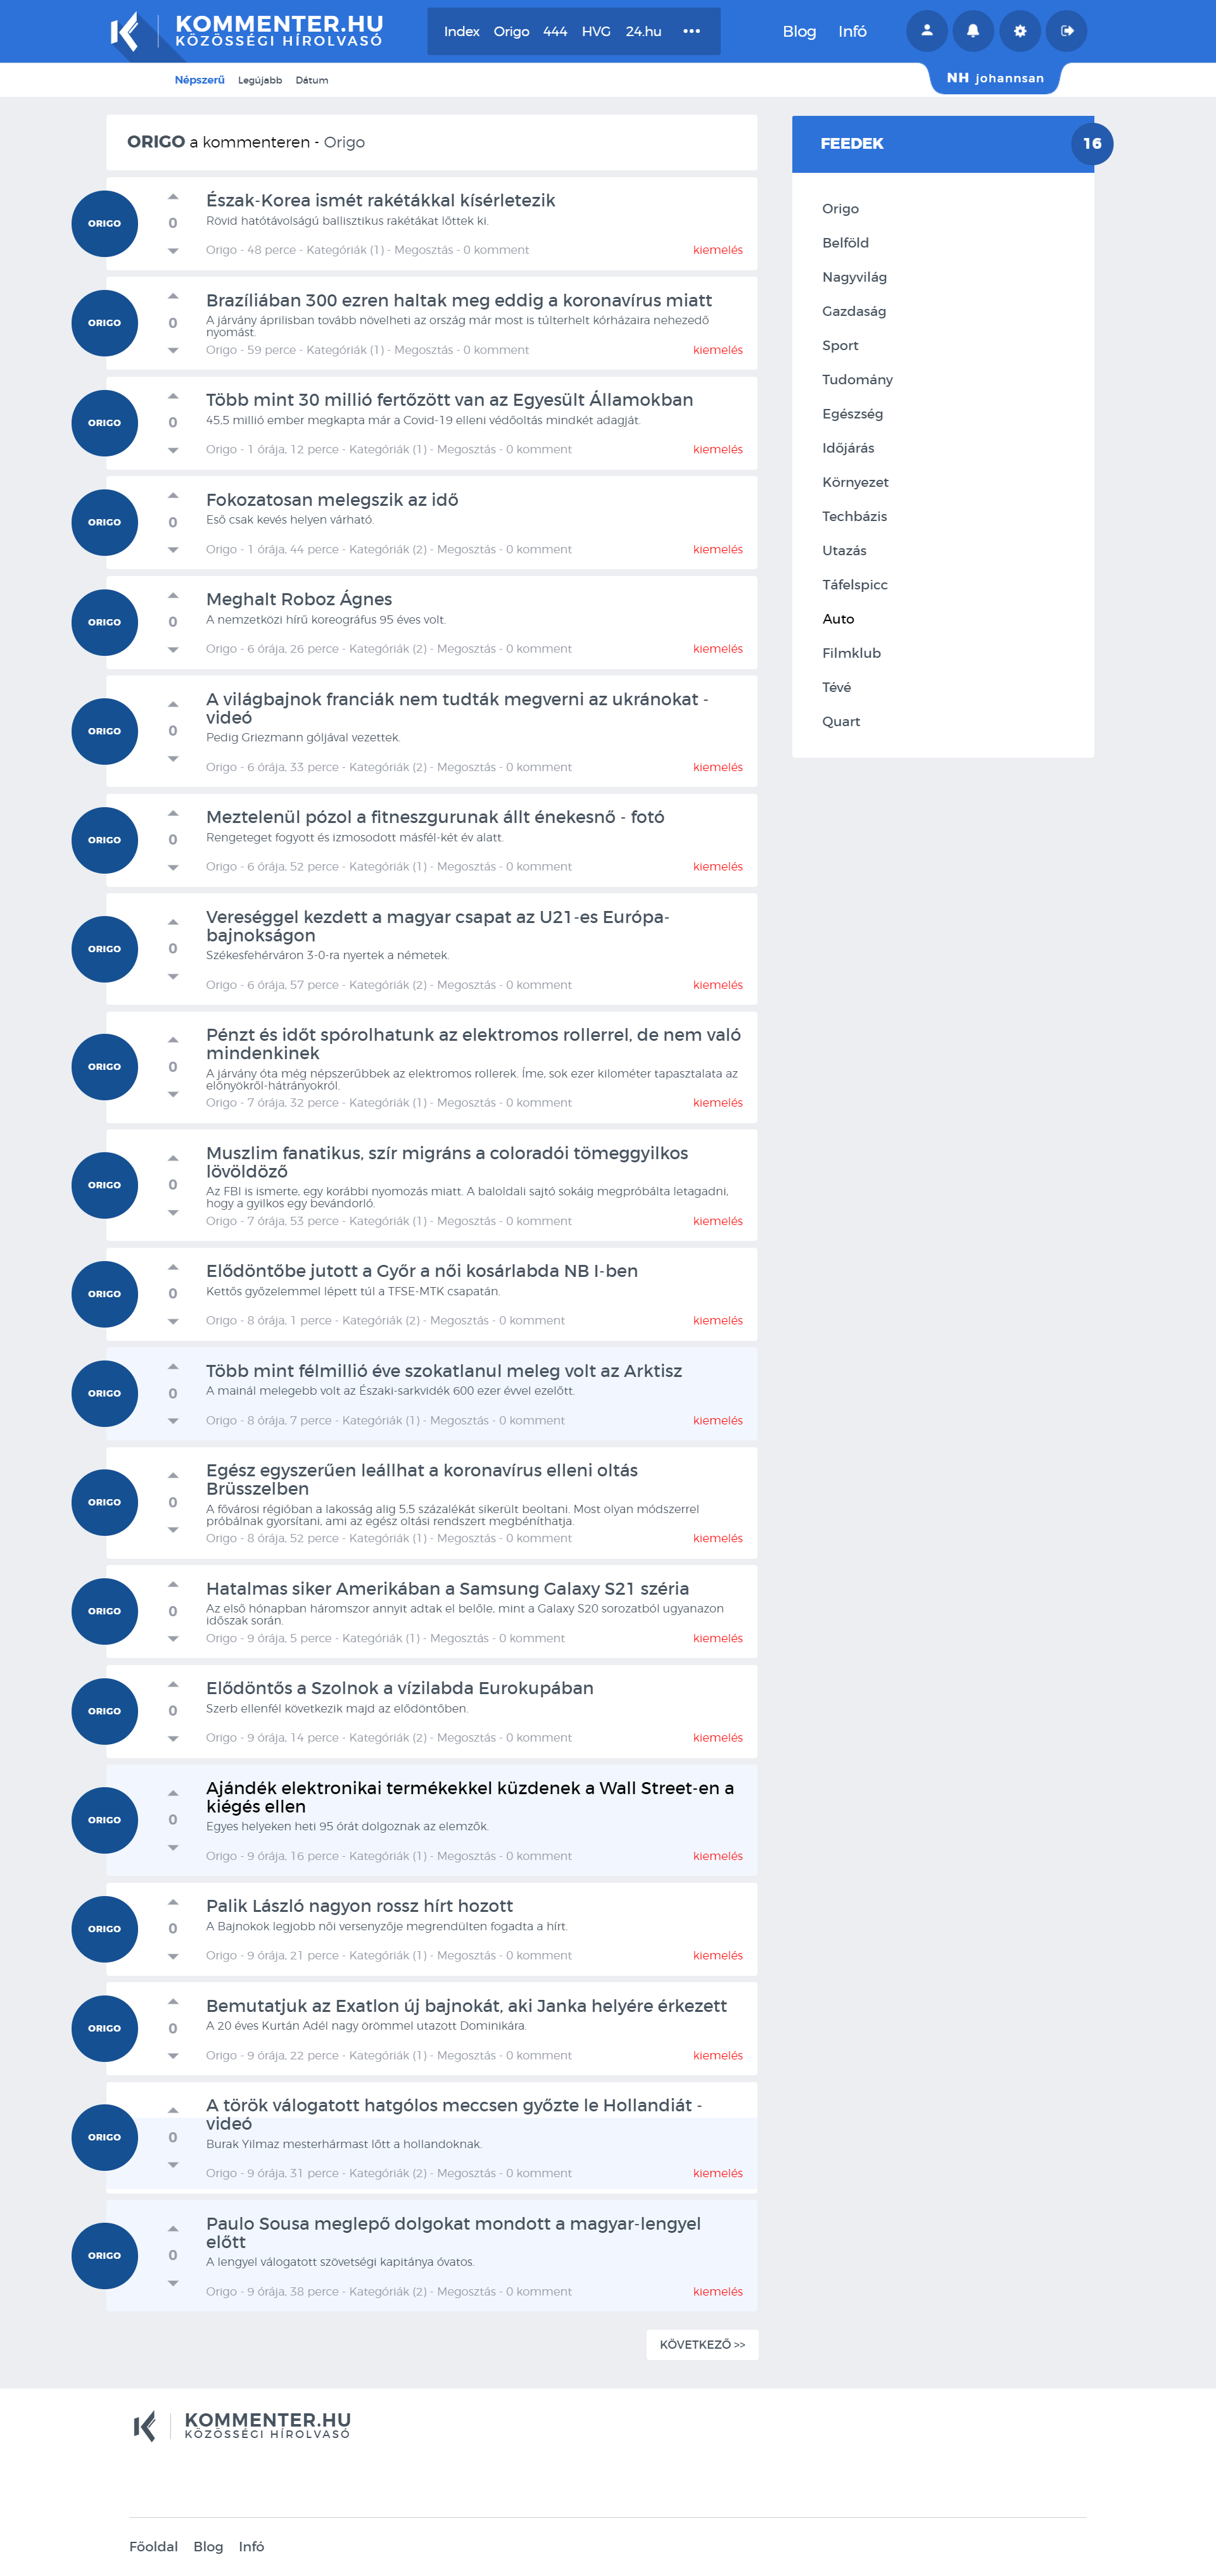 KOMMENTER.HU
KÖZÖSSÉGI HÍROLVASÓ
Index Origo 444 HVG 24.hu •••
Blog Infó
Népszerű Legújabb Dátum
NH johannsan
ORIGO a kommenteren - Origo
ORIGO
0
Észak-Korea ismét rakétákkal kísérletezik
Rövid hatótávolságú ballisztikus rakétákat lőttek ki.
Origo - 48 perce - Kategóriák (1) - Megosztás - 0 komment kiemelés
ORIGO
0
Brazíliában 300 ezren haltak meg eddig a koronavírus miatt
A járvány áprilisban tovább növelheti az ország már most is túlterhelt kórházaira nehezedő
nyomást.
Origo - 59 perce - Kategóriák (1) - Megosztás - 0 komment kiemelés
ORIGO
0
Több mint 30 millió fertőzött van az Egyesült Államokban
45,5 millió ember megkapta már a Covid-19 elleni védőoltás mindkét adagját.
Origo - 1 órája, 12 perce - Kategóriák (1) - Megosztás - 0 komment kiemelés
ORIGO
0
Fokozatosan melegszik az idő
Eső csak kevés helyen várható.
Origo - 1 órája, 44 perce - Kategóriák (2) - Megosztás - 0 komment kiemelés
ORIGO
0
Meghalt Roboz Ágnes
A nemzetközi hírű koreográfus 95 éves volt.
Origo - 6 órája, 26 perce - Kategóriák (2) - Megosztás - 0 komment kiemelés
ORIGO
0
A világbajnok franciák nem tudták megverni az ukránokat -
videó
Pedig Griezmann góljával vezettek.
Origo - 6 órája, 33 perce - Kategóriák (2) - Megosztás - 0 komment kiemelés
ORIGO
0
Meztelenül pózol a fitneszgurunak állt énekesnő - fotó
Rengeteget fogyott és izmosodott másfél-két év alatt.
Origo - 6 órája, 52 perce - Kategóriák (1) - Megosztás - 0 komment kiemelés
ORIGO
0
Vereséggel kezdett a magyar csapat az U21-es Európa-
bajnokságon
Székesfehérváron 3-0-ra nyertek a németek.
Origo - 6 órája, 57 perce - Kategóriák (2) - Megosztás - 0 komment kiemelés
ORIGO
0
Pénzt és időt spórolhatunk az elektromos rollerrel, de nem való
mindenkinek
A járvány óta még népszerűbbek az elektromos rollerek. Íme, sok ezer kilométer tapasztalata az
előnyökről-hátrányokról.
Origo - 7 órája, 32 perce - Kategóriák (1) - Megosztás - 0 komment kiemelés
ORIGO
0
Muszlim fanatikus, szír migráns a coloradói tömeggyilkos
lövöldöző
Az FBI is ismerte, egy korábbi nyomozás miatt. A baloldali sajtó sokáig megpróbálta letagadni,
hogy a gyilkos egy bevándorló.
Origo - 7 órája, 53 perce - Kategóriák (1) - Megosztás - 0 komment kiemelés
ORIGO
0
Elődöntőbe jutott a Győr a női kosárlabda NB I-ben
Kettős győzelemmel lépett túl a TFSE-MTK csapatán.
Origo - 8 órája, 1 perce - Kategóriák (2) - Megosztás - 0 komment kiemelés
ORIGO
0
Több mint félmillió éve szokatlanul meleg volt az Arktisz
A mainál melegebb volt az Északi-sarkvidék 600 ezer évvel ezelőtt.
Origo - 8 órája, 7 perce - Kategóriák (1) - Megosztás - 0 komment kiemelés
ORIGO
0
Egész egyszerűen leállhat a koronavírus elleni oltás
Brüsszelben
A fővárosi régióban a lakosság alig 5,5 százalékát sikerült beoltani. Most olyan módszerrel
próbálnak gyorsítani, ami az egész oltási rendszert megbéníthatja.
Origo - 8 órája, 52 perce - Kategóriák (1) - Megosztás - 0 komment kiemelés
ORIGO
0
Hatalmas siker Amerikában a Samsung Galaxy S21 széria
Az első hónapban háromszor annyit adtak el belőle, mint a Galaxy S20 sorozatból ugyanazon
időszak során.
Origo - 9 órája, 5 perce - Kategóriák (1) - Megosztás - 0 komment kiemelés
ORIGO
0
Elődöntős a Szolnok a vízilabda Eurokupában
Szerb ellenfél következik majd az elődöntőben.
Origo - 9 órája, 14 perce - Kategóriák (2) - Megosztás - 0 komment kiemelés
ORIGO
0
Ajándék elektronikai termékekkel küzdenek a Wall Street-en a
kiégés ellen
Egyes helyeken heti 95 órát dolgoznak az elemzők.
Origo - 9 órája, 16 perce - Kategóriák (1) - Megosztás - 0 komment kiemelés
ORIGO
0
Palik László nagyon rossz hírt hozott
A Bajnokok legjobb női versenyzője megrendülten fogadta a hírt.
Origo - 9 órája, 21 perce - Kategóriák (1) - Megosztás - 0 komment kiemelés
ORIGO
0
Bemutatjuk az Exatlon új bajnokát, aki Janka helyére érkezett
A 20 éves Kurtán Adél nagy örömmel utazott Dominikára.
Origo - 9 órája, 22 perce - Kategóriák (1) - Megosztás - 0 komment kiemelés
ORIGO
0
A török válogatott hatgólos meccsen győzte le Hollandiát -
videó
Burak Yilmaz mesterhármast lőtt a hollandoknak.
Origo - 9 órája, 31 perce - Kategóriák (2) - Megosztás - 0 komment kiemelés
ORIGO
0
Paulo Sousa meglepő dolgokat mondott a magyar-lengyel
előtt
A lengyel válogatott szövetségi kapitánya óvatos.
Origo - 9 órája, 38 perce - Kategóriák (2) - Megosztás - 0 komment kiemelés
KÖVETKEZŐ >>
FEEDEK 16
Origo
Belföld
Nagyvilág
Gazdaság
Sport
Tudomány
Egészség
Időjárás
Környezet
Techbázis
Utazás
Táfelspicc
Auto
Filmklub
Tévé
Quart
KOMMENTER.HU
KÖZÖSSÉGI HÍROLVASÓ
Főoldal Blog Infó